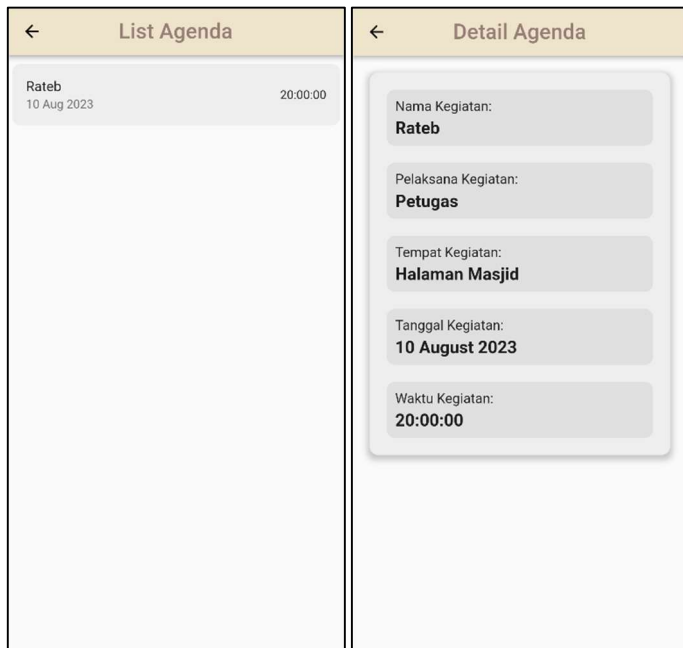 List Agenda
Rateb
10 Aug 2023
20:00:00
Detail Agenda
Nama Kegiatan:
Rateb
Pelaksana Kegiatan:
Petugas
Tempat Kegiatan:
Halaman Masjid
Tanggal Kegiatan:
10 August 2023
Waktu Kegiatan:
20:00:00